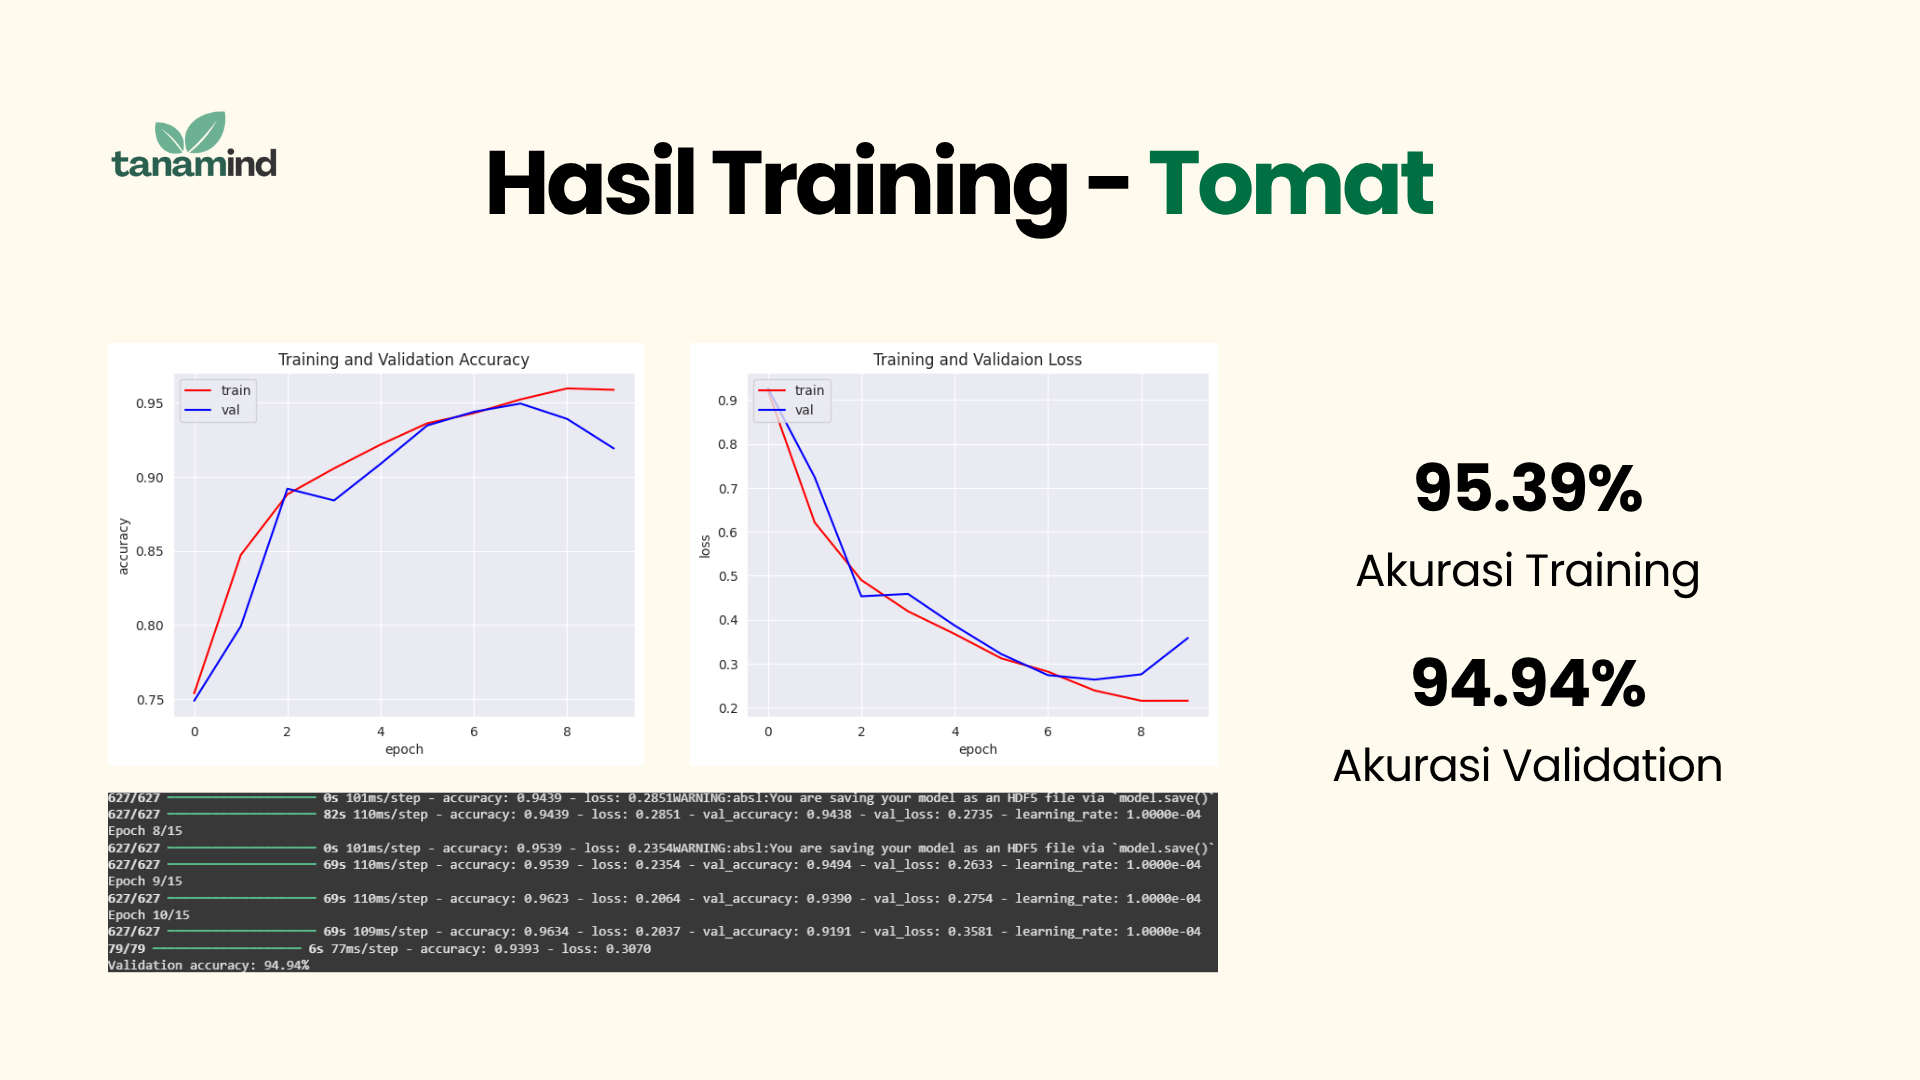 tanamind
Hasil Training - Tomat
Training and Validation Accuracy
train
val
0.95
0.90
0.85
0.80
0.75
accuracy
0 2 4 6 8
epoch
Training and Validaion Loss
train
val
0.9
0.8
0.7
0.6
0.5
0.4
0.3
0.2
loss
0 2 4 6 8
epoch
95.39%
Akurasi Training
94.94%
Akurasi Validation
627/627 0s 101ms/step - accuracy: 0.9439 - loss: 0.2851WARNING:absl:You are saving your model as an HDF5 file via `model.save()`
627/627 82s 110ms/step - accuracy: 0.9439 - loss: 0.2851 - val_accuracy: 0.9438 - val_loss: 0.2735 - learning_rate: 1.0000e-04
Epoch 8/15
627/627 0s 101ms/step - accuracy: 0.9539 - loss: 0.2354WARNING:absl:You are saving your model as an HDF5 file via `model.save()`
627/627 69s 110ms/step - accuracy: 0.9539 - loss: 0.2354 - val_accuracy: 0.9494 - val_loss: 0.2633 - learning_rate: 1.0000e-04
Epoch 9/15
627/627 69s 110ms/step - accuracy: 0.9623 - loss: 0.2064 - val_accuracy: 0.9390 - val_loss: 0.2754 - learning_rate: 1.0000e-04
Epoch 10/15
627/627 69s 109ms/step - accuracy: 0.9634 - loss: 0.2037 - val_accuracy: 0.9191 - val_loss: 0.3581 - learning_rate: 1.0000e-04
79/79 6s 77ms/step - accuracy: 0.9393 - loss: 0.3070
Validation accuracy: 94.94%